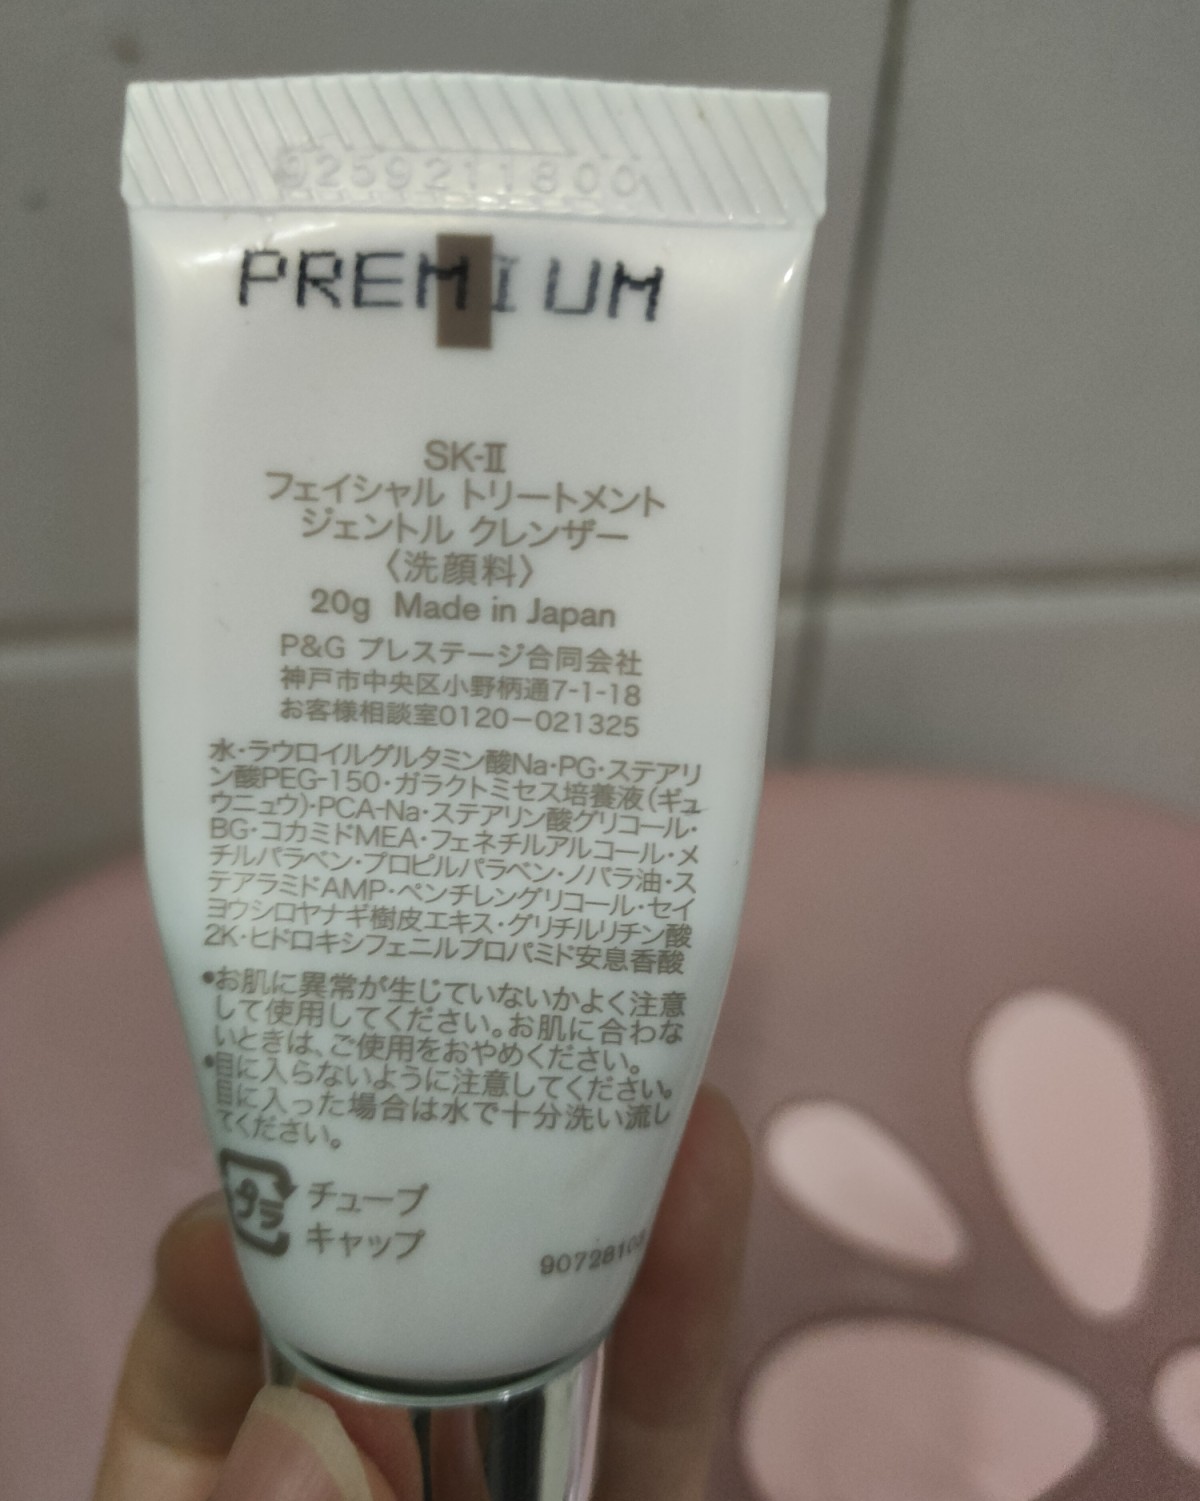 9259211800
PREMIUM
SK-Ⅱ
フェイシャル トリートメント
ジェントル クレンザー
〈洗顔料〉
20g Made in Japan
P&G プレステージ合同会社
神戸市中央区小野柄通7-1-18
お客様相談室0120-021325
水・ラウロイルグルタミン酸Na・PG・ステアリ
ン酸PEG-150・ガラクトミセス培養液(ギュ
ウニュウ)・PCA-Na・ステアリン酸グリコール・
BG・コカミドMEA・フェネチルアルコール・メ
チルパラベン・プロピルパラベン・ノバラ油・ス
テアラミドAMP・ペンチレングリコール・セイ
ヨウシロヤナギ樹皮エキス・グリチルリチン酸
2K・ヒドロキシフェニルプロパミド安息香酸
•お肌に異常が生じていないかよく注意
して使用してください。お肌に合わな
いときは、ご使用をおやめください。
•目に入らないように注意してください。
目に入った場合は水で十分洗い流し
てください。
プラ
チューブ
キャップ